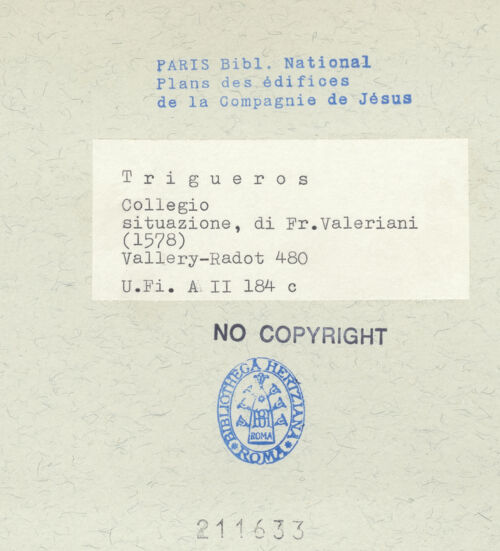 PARIS Bibl. National
Plans des édifices
de la Compagnie de Jésus
Trigueros
Collegio
situazione, di Fr.Valeriani
(1578)
Vallery-Radot 480
U.Fi. A II 184 c
NO COPYRIGHT
BIBLIOTHECA HERTZIANA
BH
ROMA
ROMA
211633